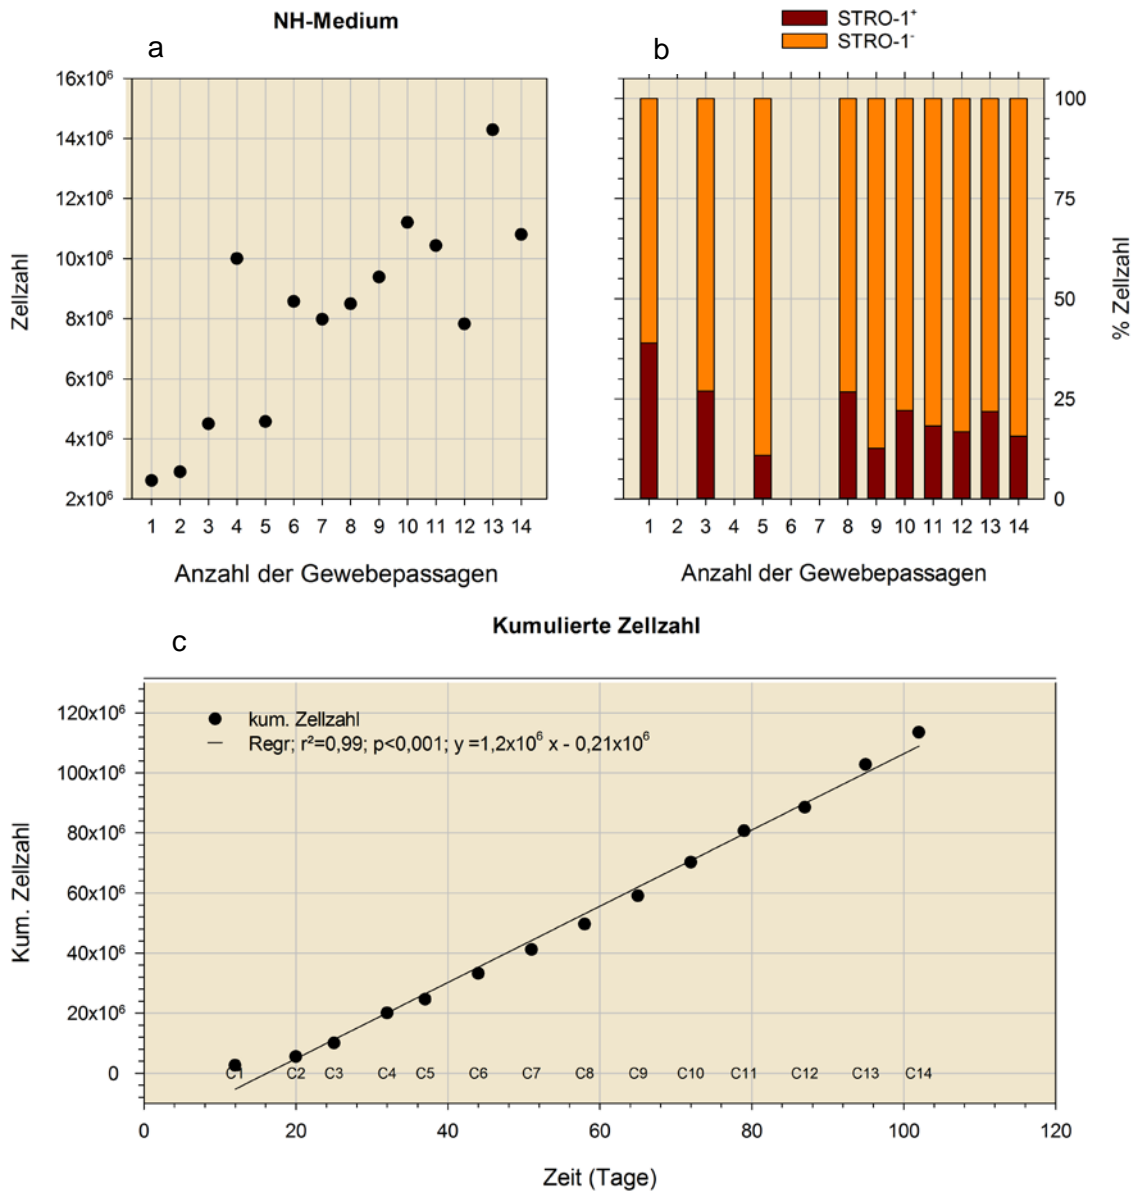 NH-Medium
a
16x10⁶
14x10⁶
12x10⁶
10x10⁶
8x10⁶
6x10⁶
4x10⁶
2x10⁶
Zellzahl
1 2 3 4 5 6 7 8 9 10 11 12 13 14
Anzahl der Gewebepassagen
STRO-1⁺
STRO-1⁻
b
100
75
50
25
0
% Zellzahl
1 2 3 4 5 6 7 8 9 10 11 12 13 14
Anzahl der Gewebepassagen
Kumulierte Zellzahl
c
kum. Zellzahl
Regr; r²=0,99; p<0,001; y =1,2x10⁶ x - 0,21x10⁶
120x10⁶
100x10⁶
80x10⁶
60x10⁶
40x10⁶
20x10⁶
0
Kum. Zellzahl
C1 C2 C3 C4 C5 C6 C7 C8 C9 C10 C11 C12 C13 C14
0 20 40 60 80 100 120
Zeit (Tage)